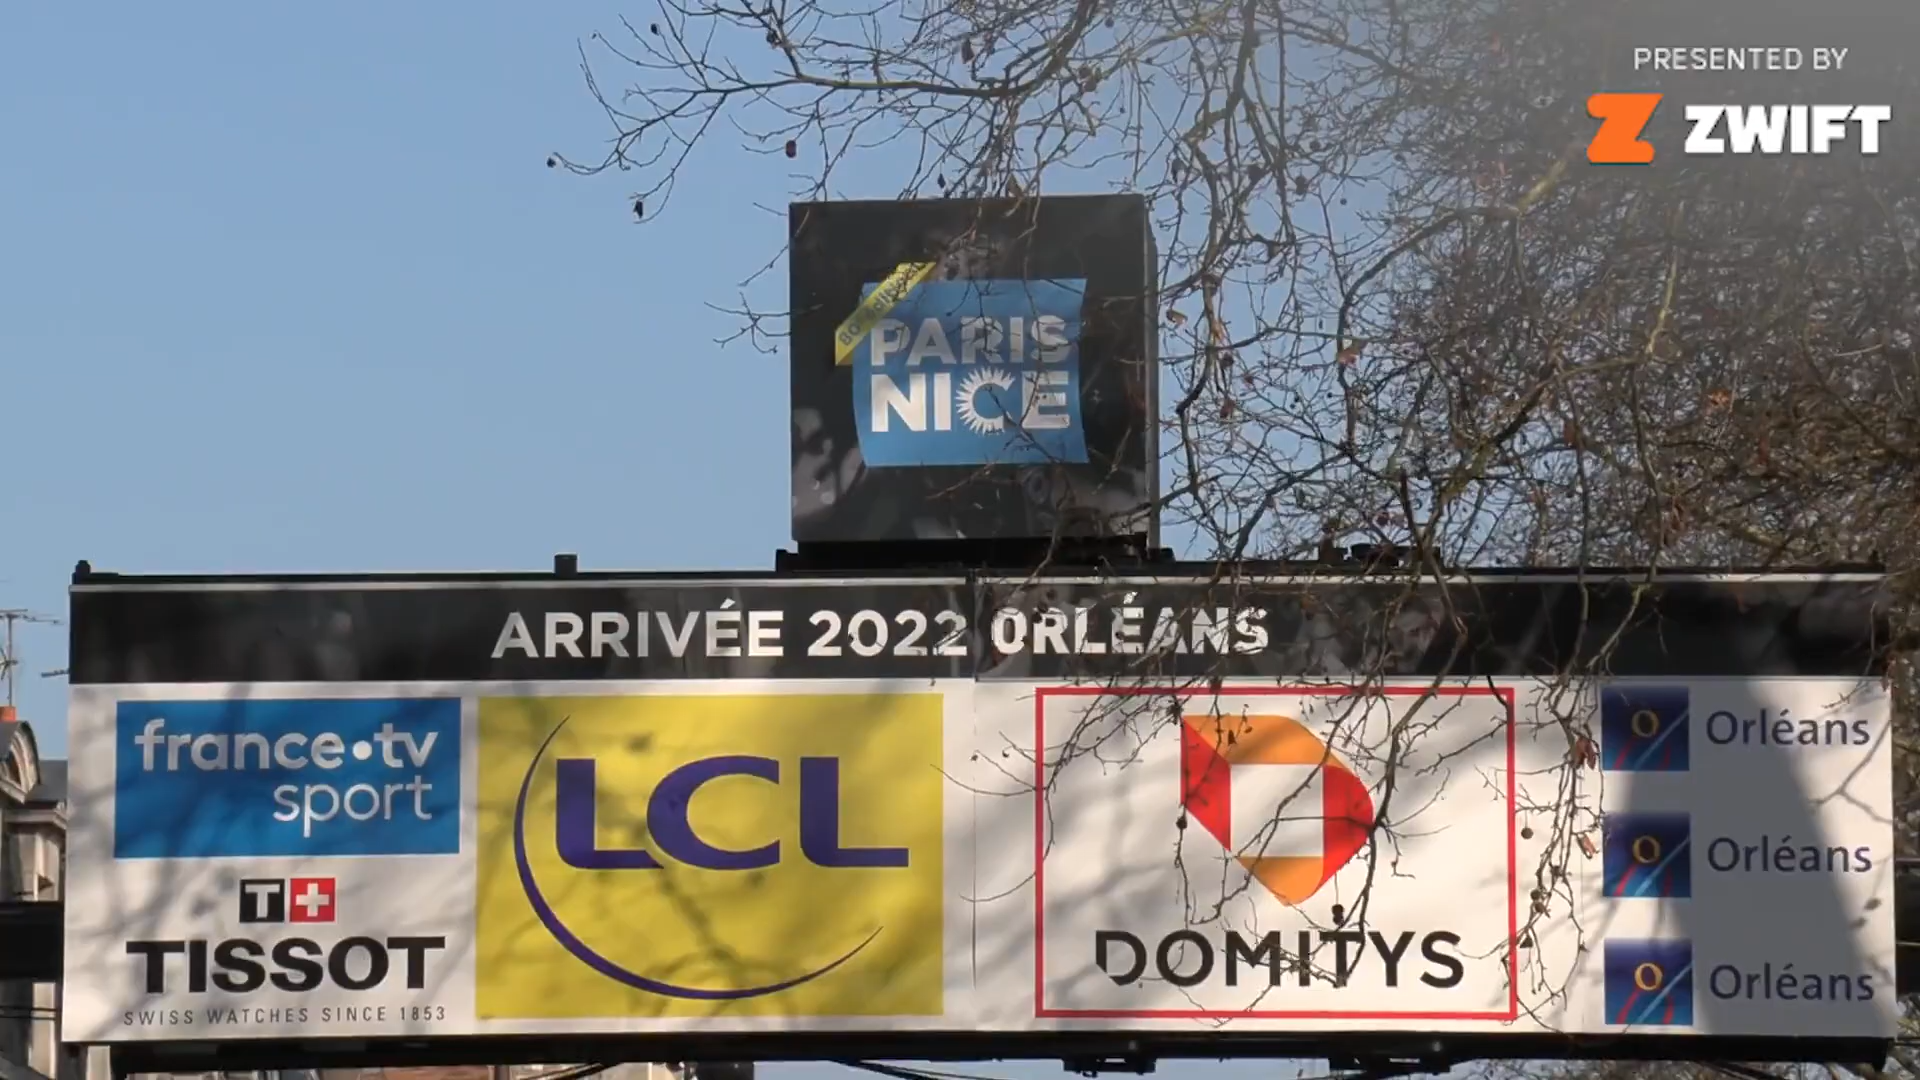 PRESENTED BY
ZWIFT
PARIS
NICE
ARRIVÉE 2022 ORLÉANS
france•tv
sport
T+
TISSOT
SWISS WATCHES SINCE 1853
LCL
DOMITYS
Orléans
Orléans
Orléans